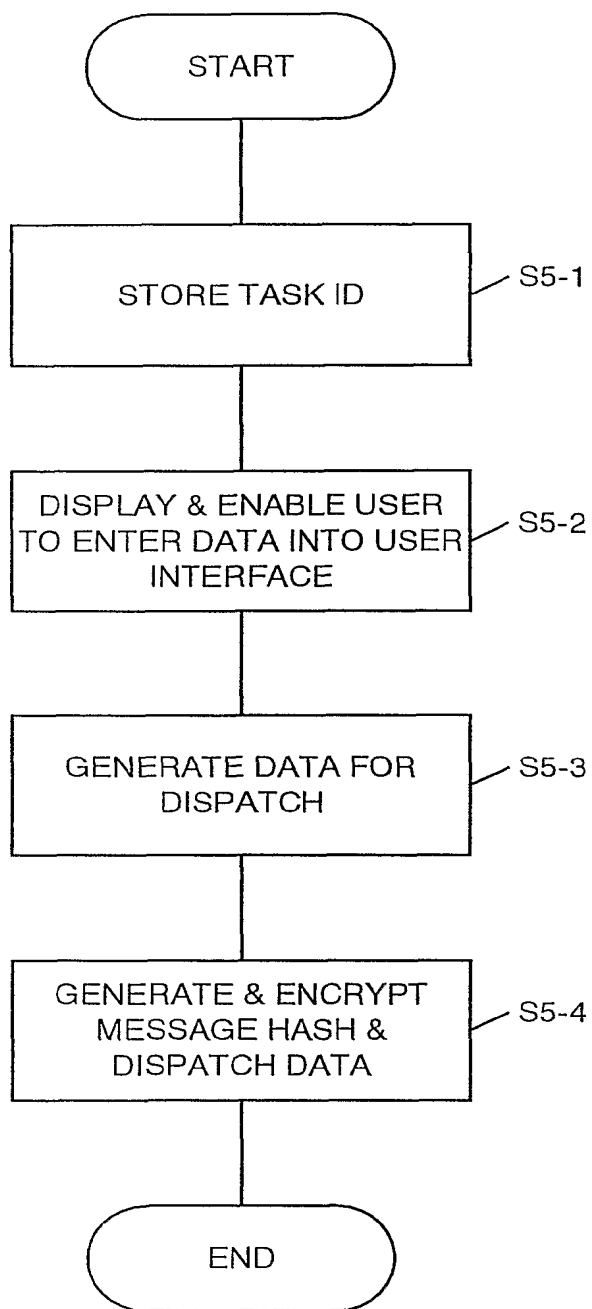 START
STORE TASK ID
S5-1
DISPLAY & ENABLE USER
TO ENTER DATA INTO USER
INTERFACE
S5-2
GENERATE DATA FOR
DISPATCH
S5-3
GENERATE & ENCRYPT
MESSAGE HASH &
DISPATCH DATA
S5-4
END